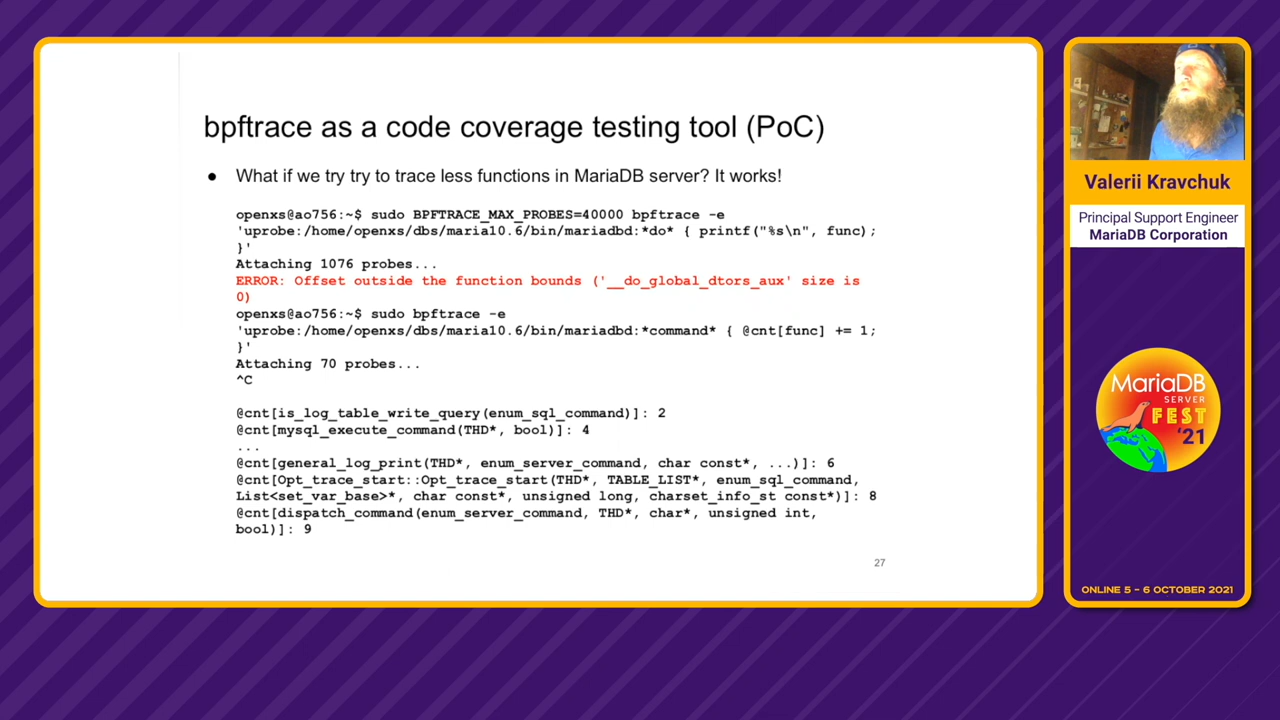 bpftrace as a code coverage testing tool (PoC)
● What if we try try to trace less functions in MariaDB server? It works!
openxs@ao756:~$ sudo BPFTRACE_MAX_PROBES=40000 bpftrace -e
'uprobe:/home/openxs/dbs/maria10.6/bin/mariadbd:*do* { printf("%s\n", func);
}'
Attaching 1076 probes...
ERROR: Offset outside the function bounds ('__do_global_dtors_aux' size is
0)
openxs@ao756:~$ sudo bpftrace -e
'uprobe:/home/openxs/dbs/maria10.6/bin/mariadbd:*command* { @cnt[func] += 1;
}'
Attaching 70 probes...
^C
@cnt[is_log_table_write_query(enum_sql_command)]: 2
@cnt[mysql_execute_command(THD*, bool)]: 4
...
@cnt[general_log_print(THD*, enum_server_command, char const*, ...)]: 6
@cnt[Opt_trace_start::Opt_trace_start(THD*, TABLE_LIST*, enum_sql_command,
List<set_var_base>*, char const*, unsigned long, charset_info_st const*)]: 8
@cnt[dispatch_command(enum_server_command, THD*, char*, unsigned int,
bool)]: 9
27
Valerii Kravchuk
Principal Support Engineer
MariaDB Corporation
MariaDB
SERVER
FEST
'21
ONLINE 5 - 6 OCTOBER 2021